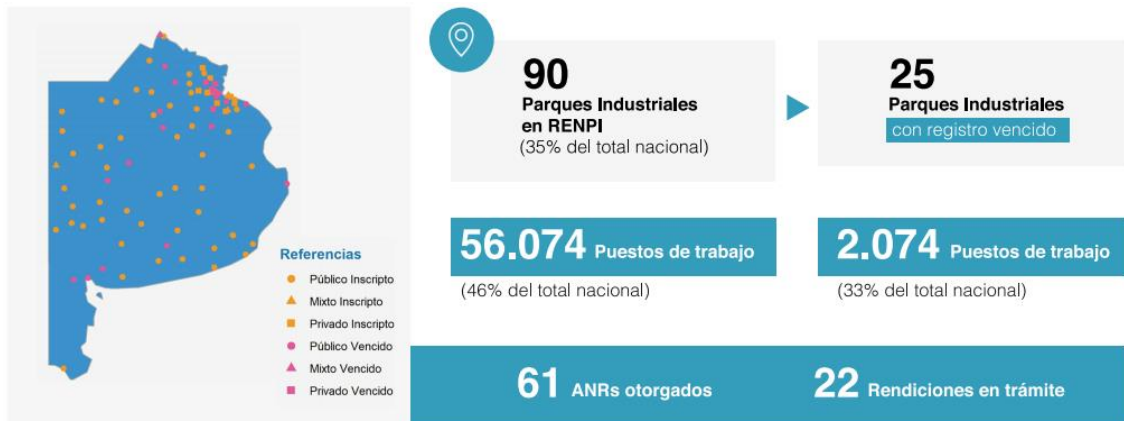 Referencias
Público Inscripto
Mixto Inscripto
Privado Inscripto
Público Vencido
Mixto Vencido
Privado Vencido
90
Parques Industriales
en RENPI
(35% del total nacional)
25
Parques Industriales
con registro vencido
56.074 Puestos de trabajo
(46% del total nacional)
2.074 Puestos de trabajo
(33% del total nacional)
61 ANRs otorgados
22 Rendiciones en trámite